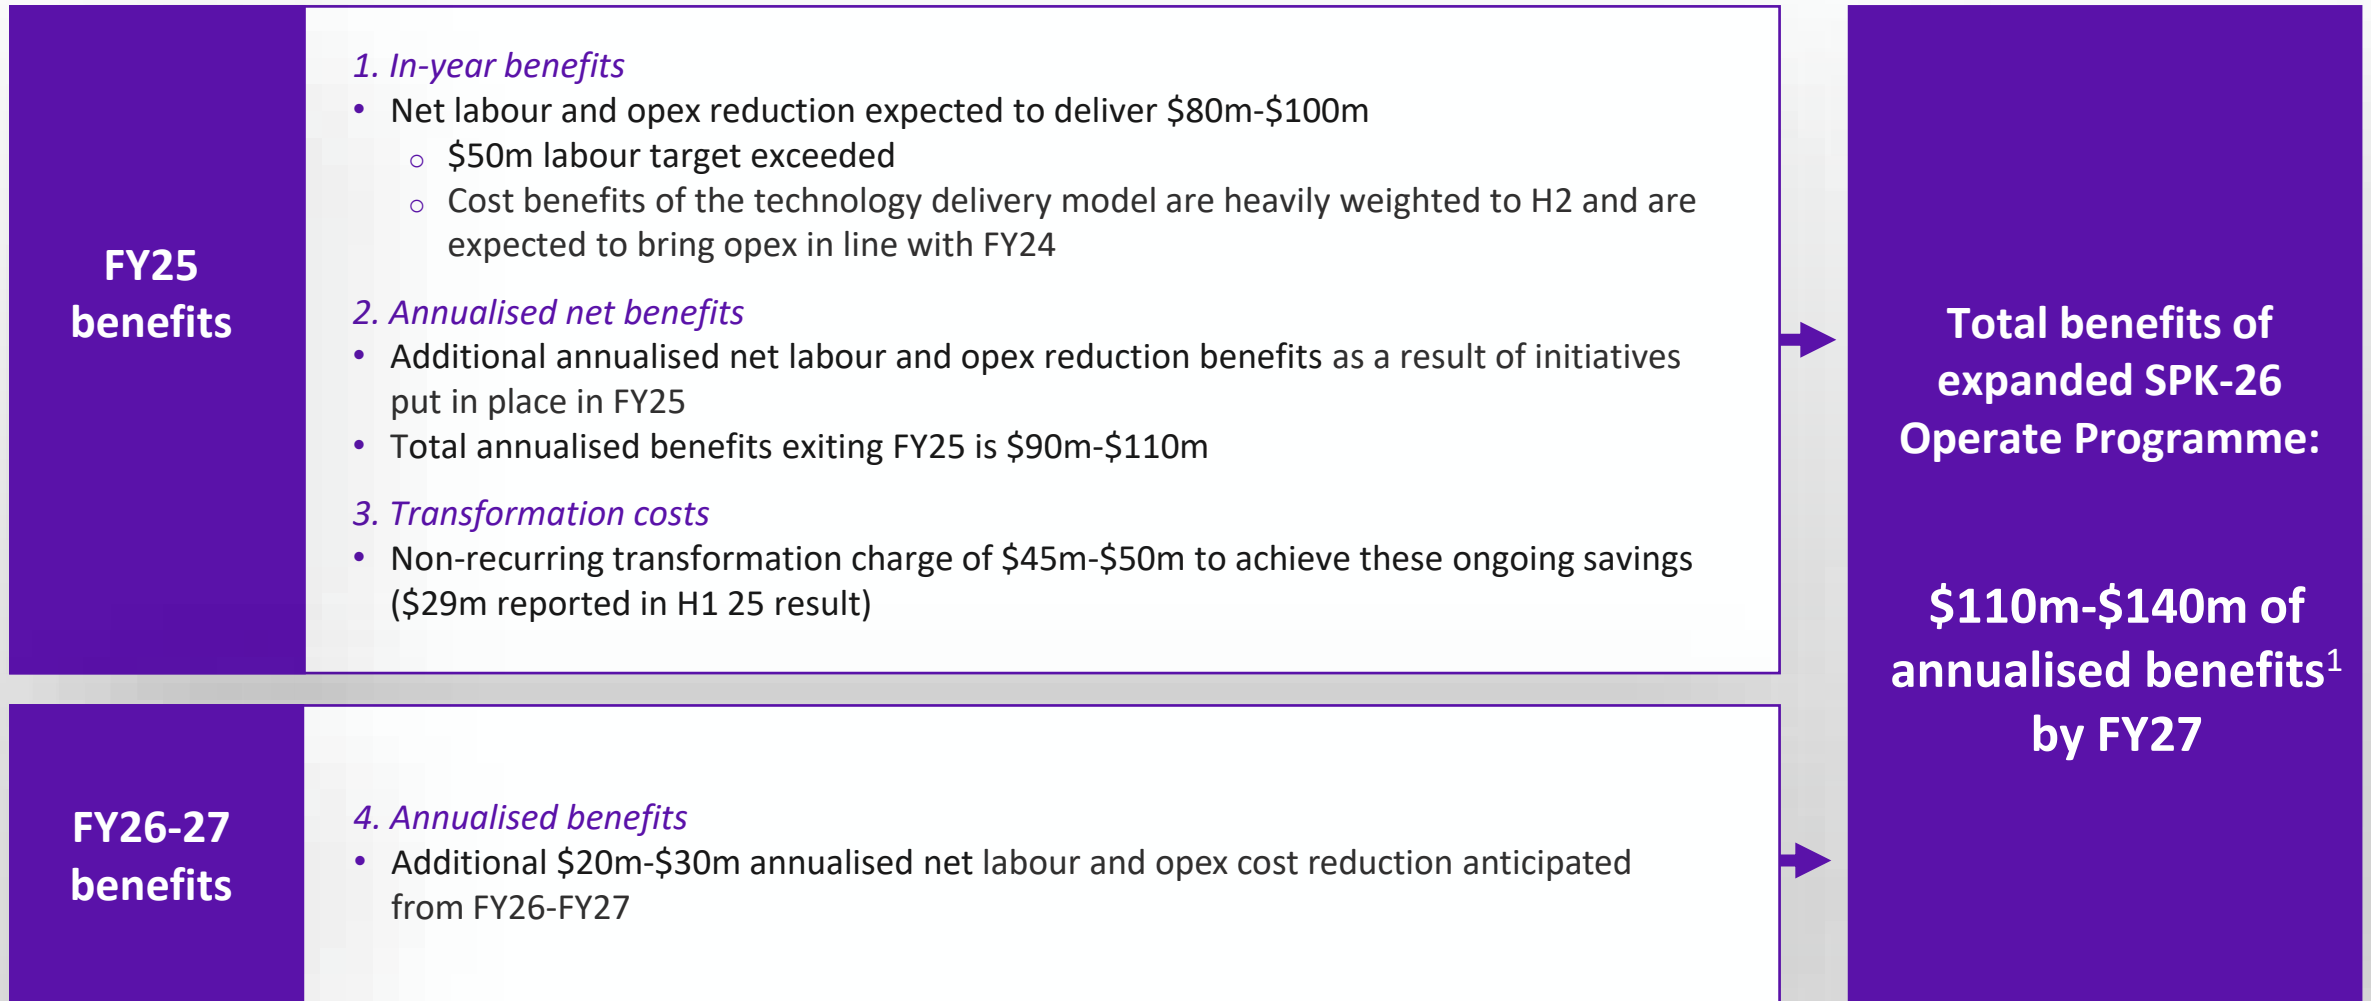 FY25
benefits
1. In-year benefits
• Net labour and opex reduction expected to deliver $80m-$100m
○ $50m labour target exceeded
○ Cost benefits of the technology delivery model are heavily weighted to H2 and are
expected to bring opex in line with FY24
2. Annualised net benefits
• Additional annualised net labour and opex reduction benefits as a result of initiatives
put in place in FY25
• Total annualised benefits exiting FY25 is $90m-$110m
3. Transformation costs
• Non-recurring transformation charge of $45m-$50m to achieve these ongoing savings
($29m reported in H1 25 result)
FY26-27
benefits
4. Annualised benefits
• Additional $20m-$30m annualised net labour and opex cost reduction anticipated
from FY26-FY27
Total benefits of
expanded SPK-26
Operate Programme:
$110m-$140m of
annualised benefits¹
by FY27